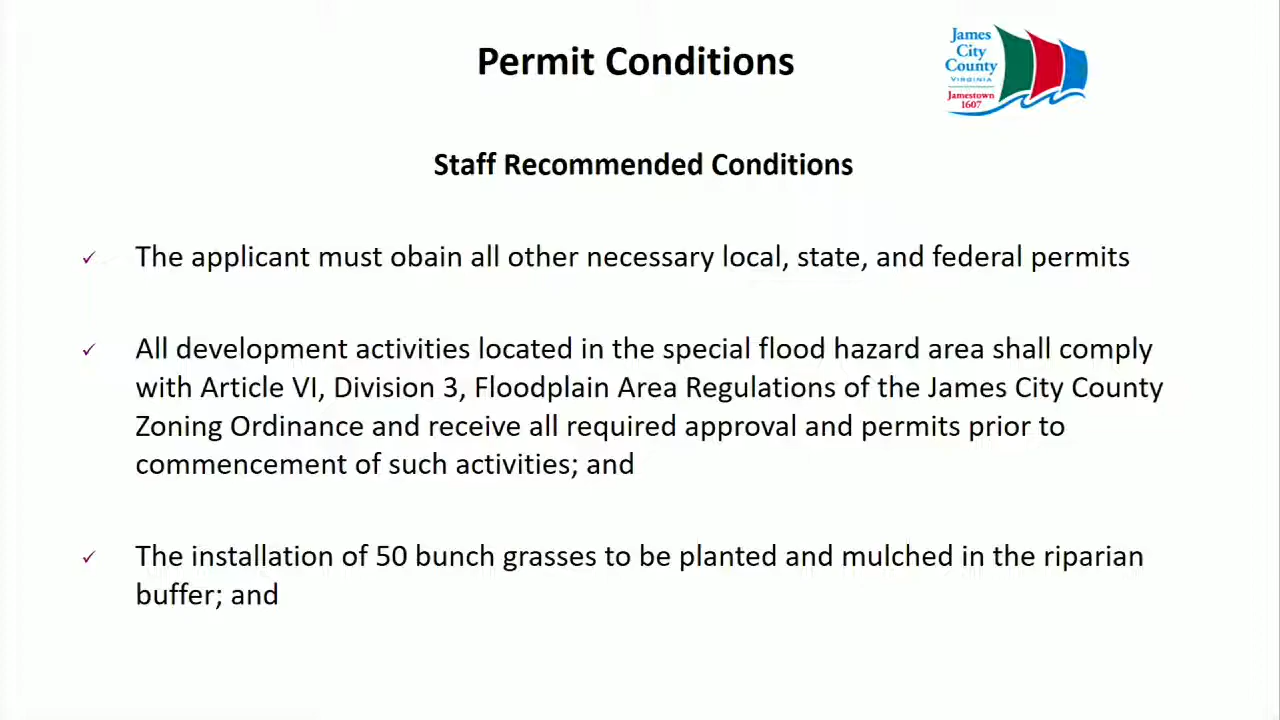 Permit Conditions
James
City
County
VIRGINIA
Jamestown
1607
Staff Recommended Conditions
The applicant must obain all other necessary local, state, and federal permits
All development activities located in the special flood hazard area shall comply
with Article VI, Division 3, Floodplain Area Regulations of the James City County
Zoning Ordinance and receive all required approval and permits prior to
commencement of such activities; and
The installation of 50 bunch grasses to be planted and mulched in the riparian
buffer; and